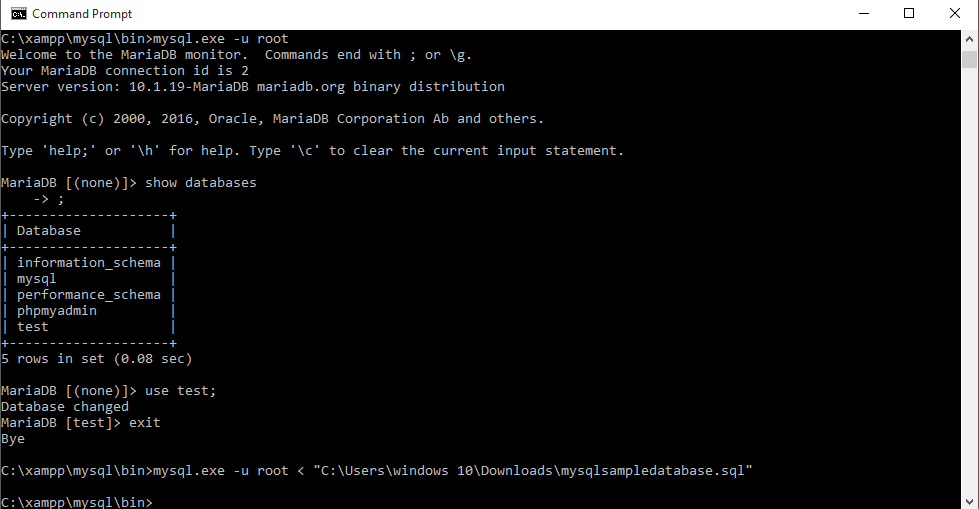 Command Prompt
C:\xampp\mysql\bin>mysql.exe -u root
Welcome to the MariaDB monitor.  Commands end with ; or \g.
Your MariaDB connection id is 2
Server version: 10.1.19-MariaDB mariadb.org binary distribution

Copyright (c) 2000, 2016, Oracle, MariaDB Corporation Ab and others.

Type 'help;' or '\h' for help. Type '\c' to clear the current input statement.

MariaDB [(none)]> show databases
    -> ;
+--------------------+
| Database           |
+--------------------+
| information_schema |
| mysql              |
| performance_schema |
| phpmyadmin         |
| test               |
+--------------------+
5 rows in set (0.08 sec)

MariaDB [(none)]> use test;
Database changed
MariaDB [test]> exit
Bye

C:\xampp\mysql\bin>mysql.exe -u root < "C:\Users\windows 10\Downloads\mysqlsampledatabase.sql"

C:\xampp\mysql\bin>